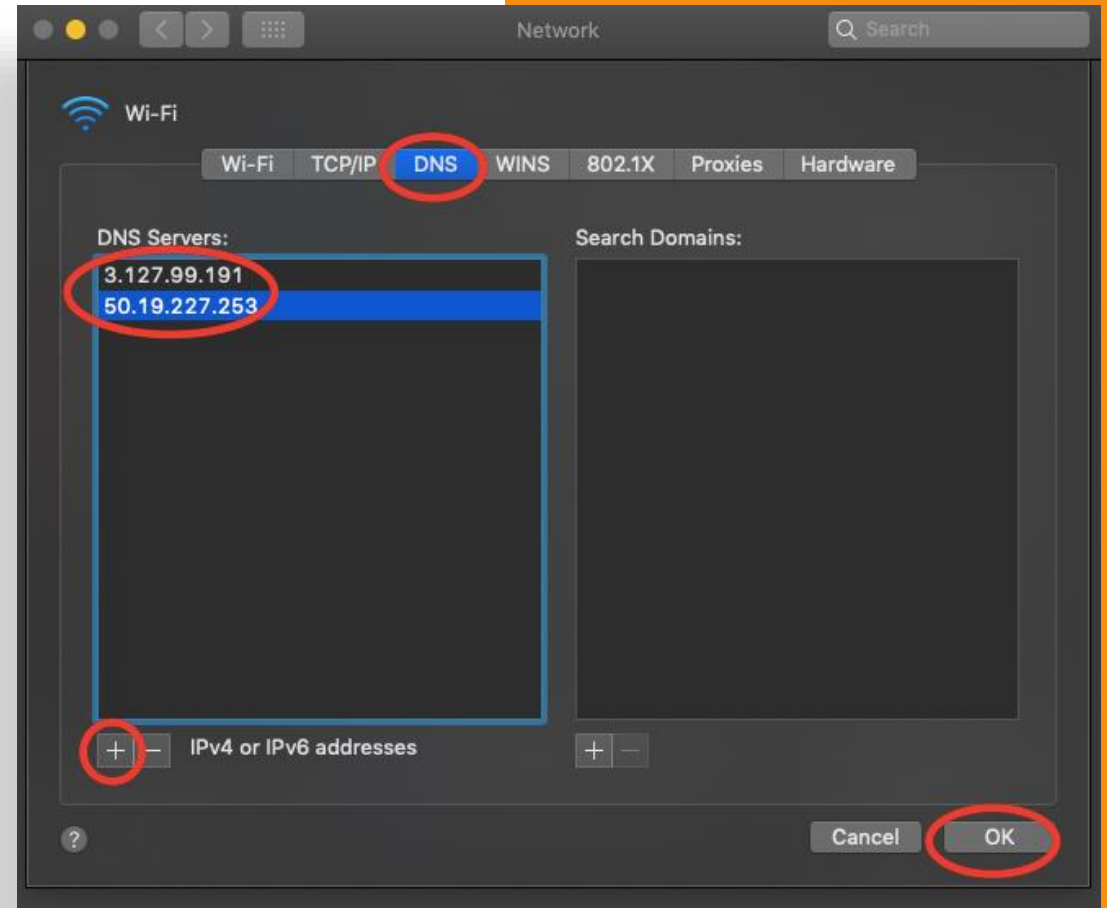 Network
Search
Wi-Fi
Wi-Fi TCP/IP DNS WINS 802.1X Proxies Hardware
DNS Servers:
3.127.99.191
50.19.227.253
Search Domains:
+ − IPv4 or IPv6 addresses
+ −
? Cancel OK